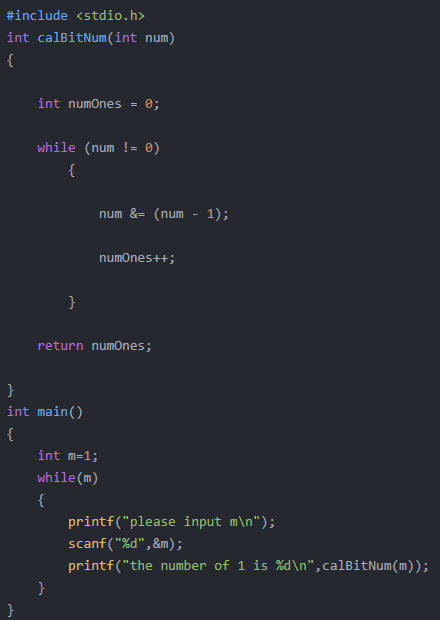 #include <stdio.h>
int calBitNum(int num)
{
int numOnes = 0;
while (num != 0)
{
num &= (num - 1);
numOnes++;
}
return numOnes;
}
int main()
{
int m=1;
while(m)
{
printf("please input m\n");
scanf("%d",&m);
printf("the number of 1 is %d\n",calBitNum(m));
}
}